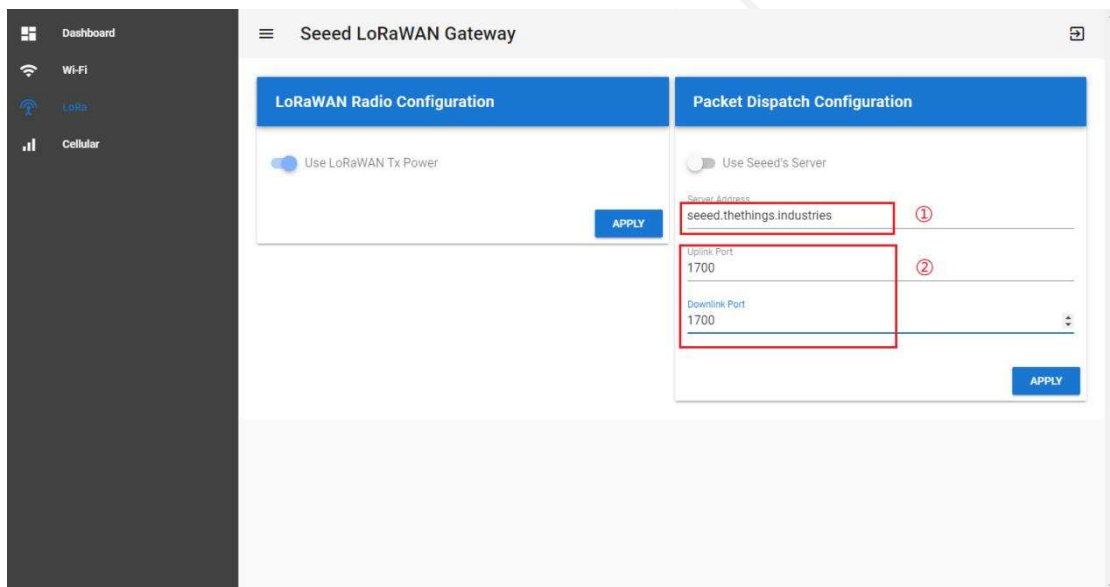 Dashboard
Wi-Fi
LoRa
Cellular
Seeed LoRaWAN Gateway
LoRaWAN Radio Configuration
Use LoRaWAN Tx Power
APPLY
Packet Dispatch Configuration
Use Seeed's Server
Server Address
seeed.thethings.industries
①
Uplink Port
1700
②
Downlink Port
1700
APPLY